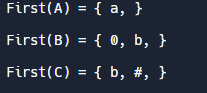 First(A) = { a, }
First(B) = { 0, b, }
First(C) = { b, #, }